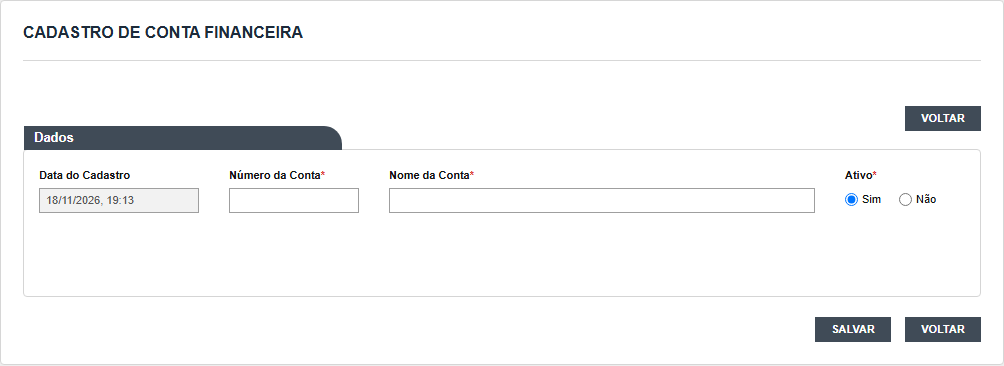 CADASTRO DE CONTA FINANCEIRA
VOLTAR
Dados
Data do Cadastro Número da Conta* Nome da Conta* Ativo*
18/11/2026, 19:13 Sim Não
SALVAR VOLTAR